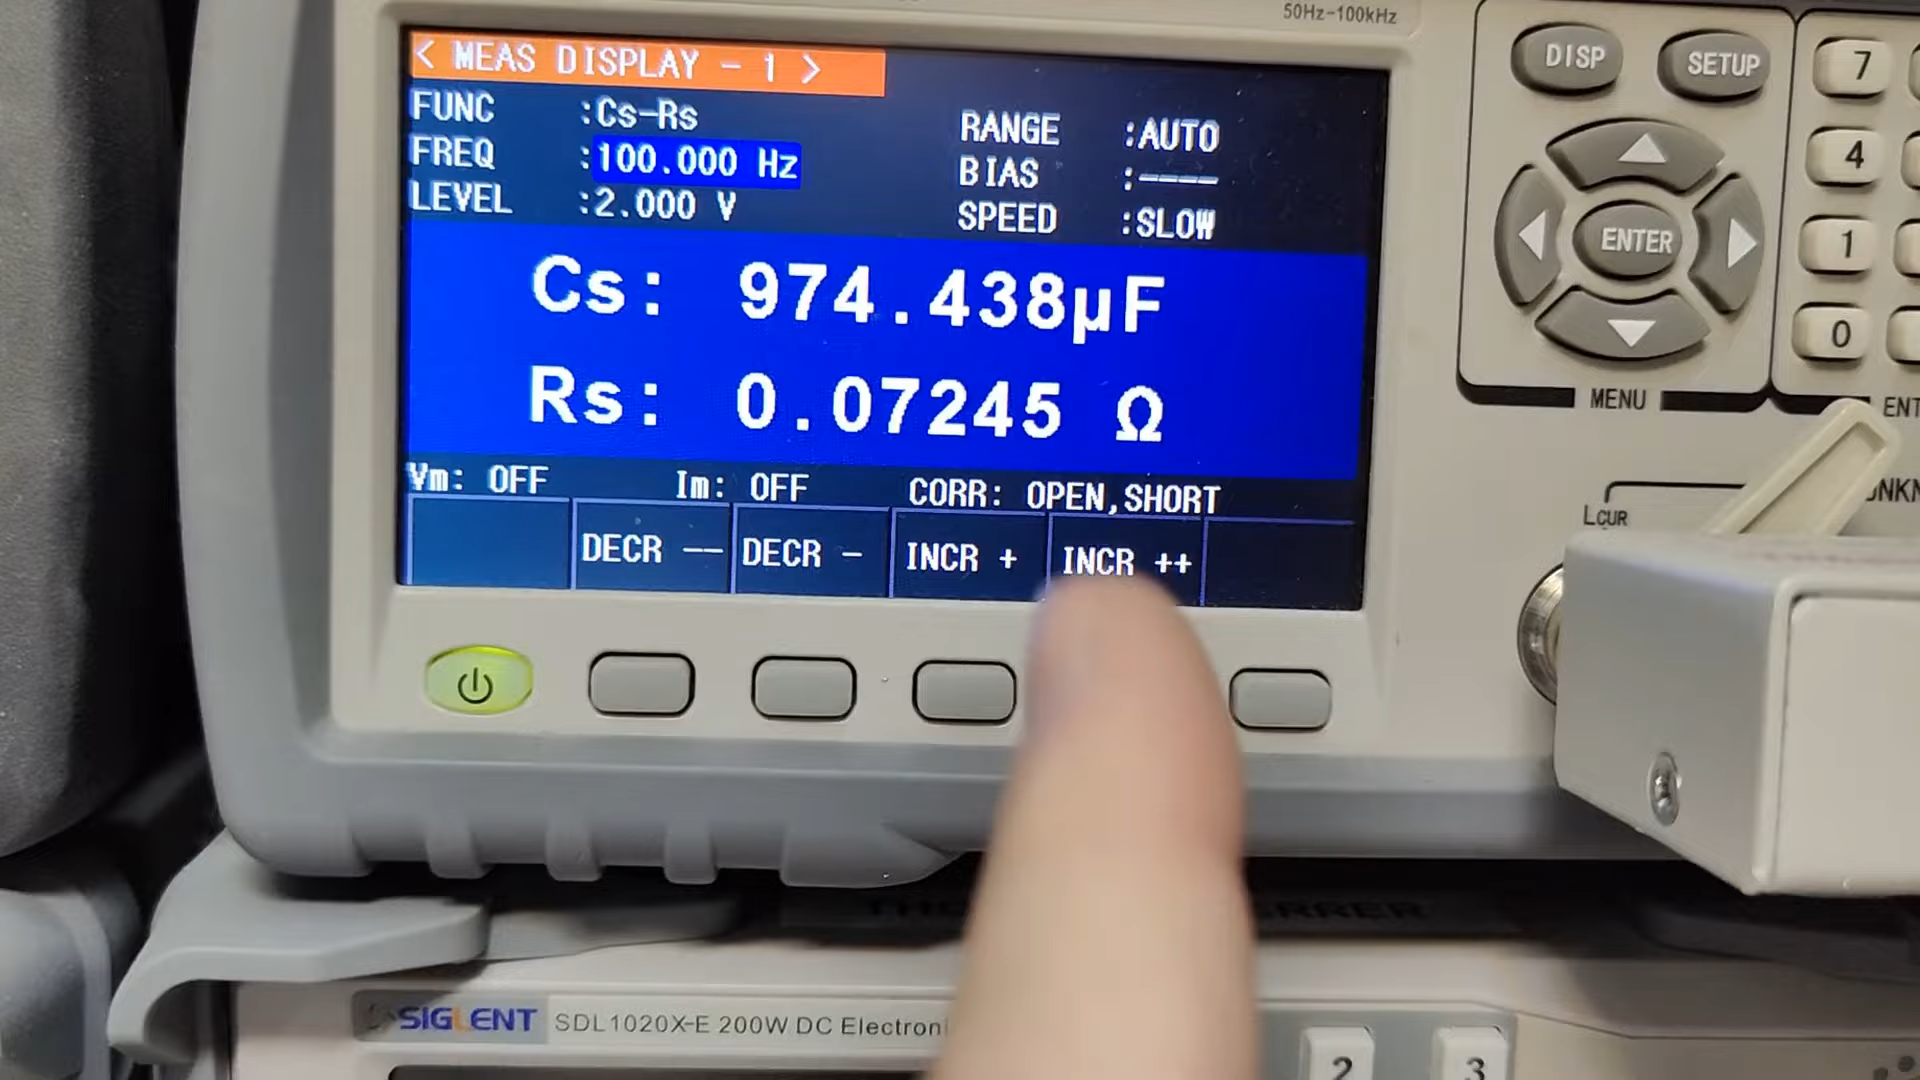 50Hz-100kHz
< MEAS DISPLAY - 1 >
FUNC :Cs-Rs
FREQ :100.000 Hz
LEVEL :2.000 V
RANGE :AUTO
BIAS :----
SPEED :SLOW
Cs: 974.438μF
Rs: 0.07245 Ω
Vm: OFF Im: OFF CORR: OPEN,SHORT
DECR -- DECR - INCR + INCR ++
DISP SETUP
ENTER
MENU
7
4
1
0
ENT
LCUR
SIGLENT SDL1020X-E 200W DC Electroni
2 3